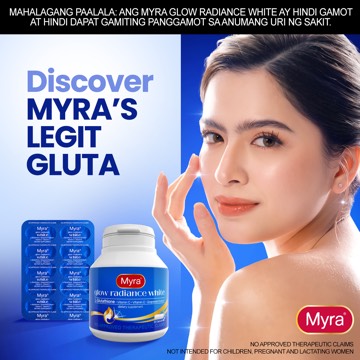 MAHALAGANG PAALALA: ANG MYRA GLOW RADIANCE WHITE AY HINDI GAMOT
AT HINDI DAPAT GAMITING PANGGAMOT SA ANUMANG URI NG SAKIT.
Discover
MYRA'S
LEGIT
GLUTA
Myra
glow radiance white
Myra
NO APPROVED THERAPEUTIC CLAIMS
NOT INTENDED FOR CHILDREN, PREGNANT AND LACTATING WOMEN